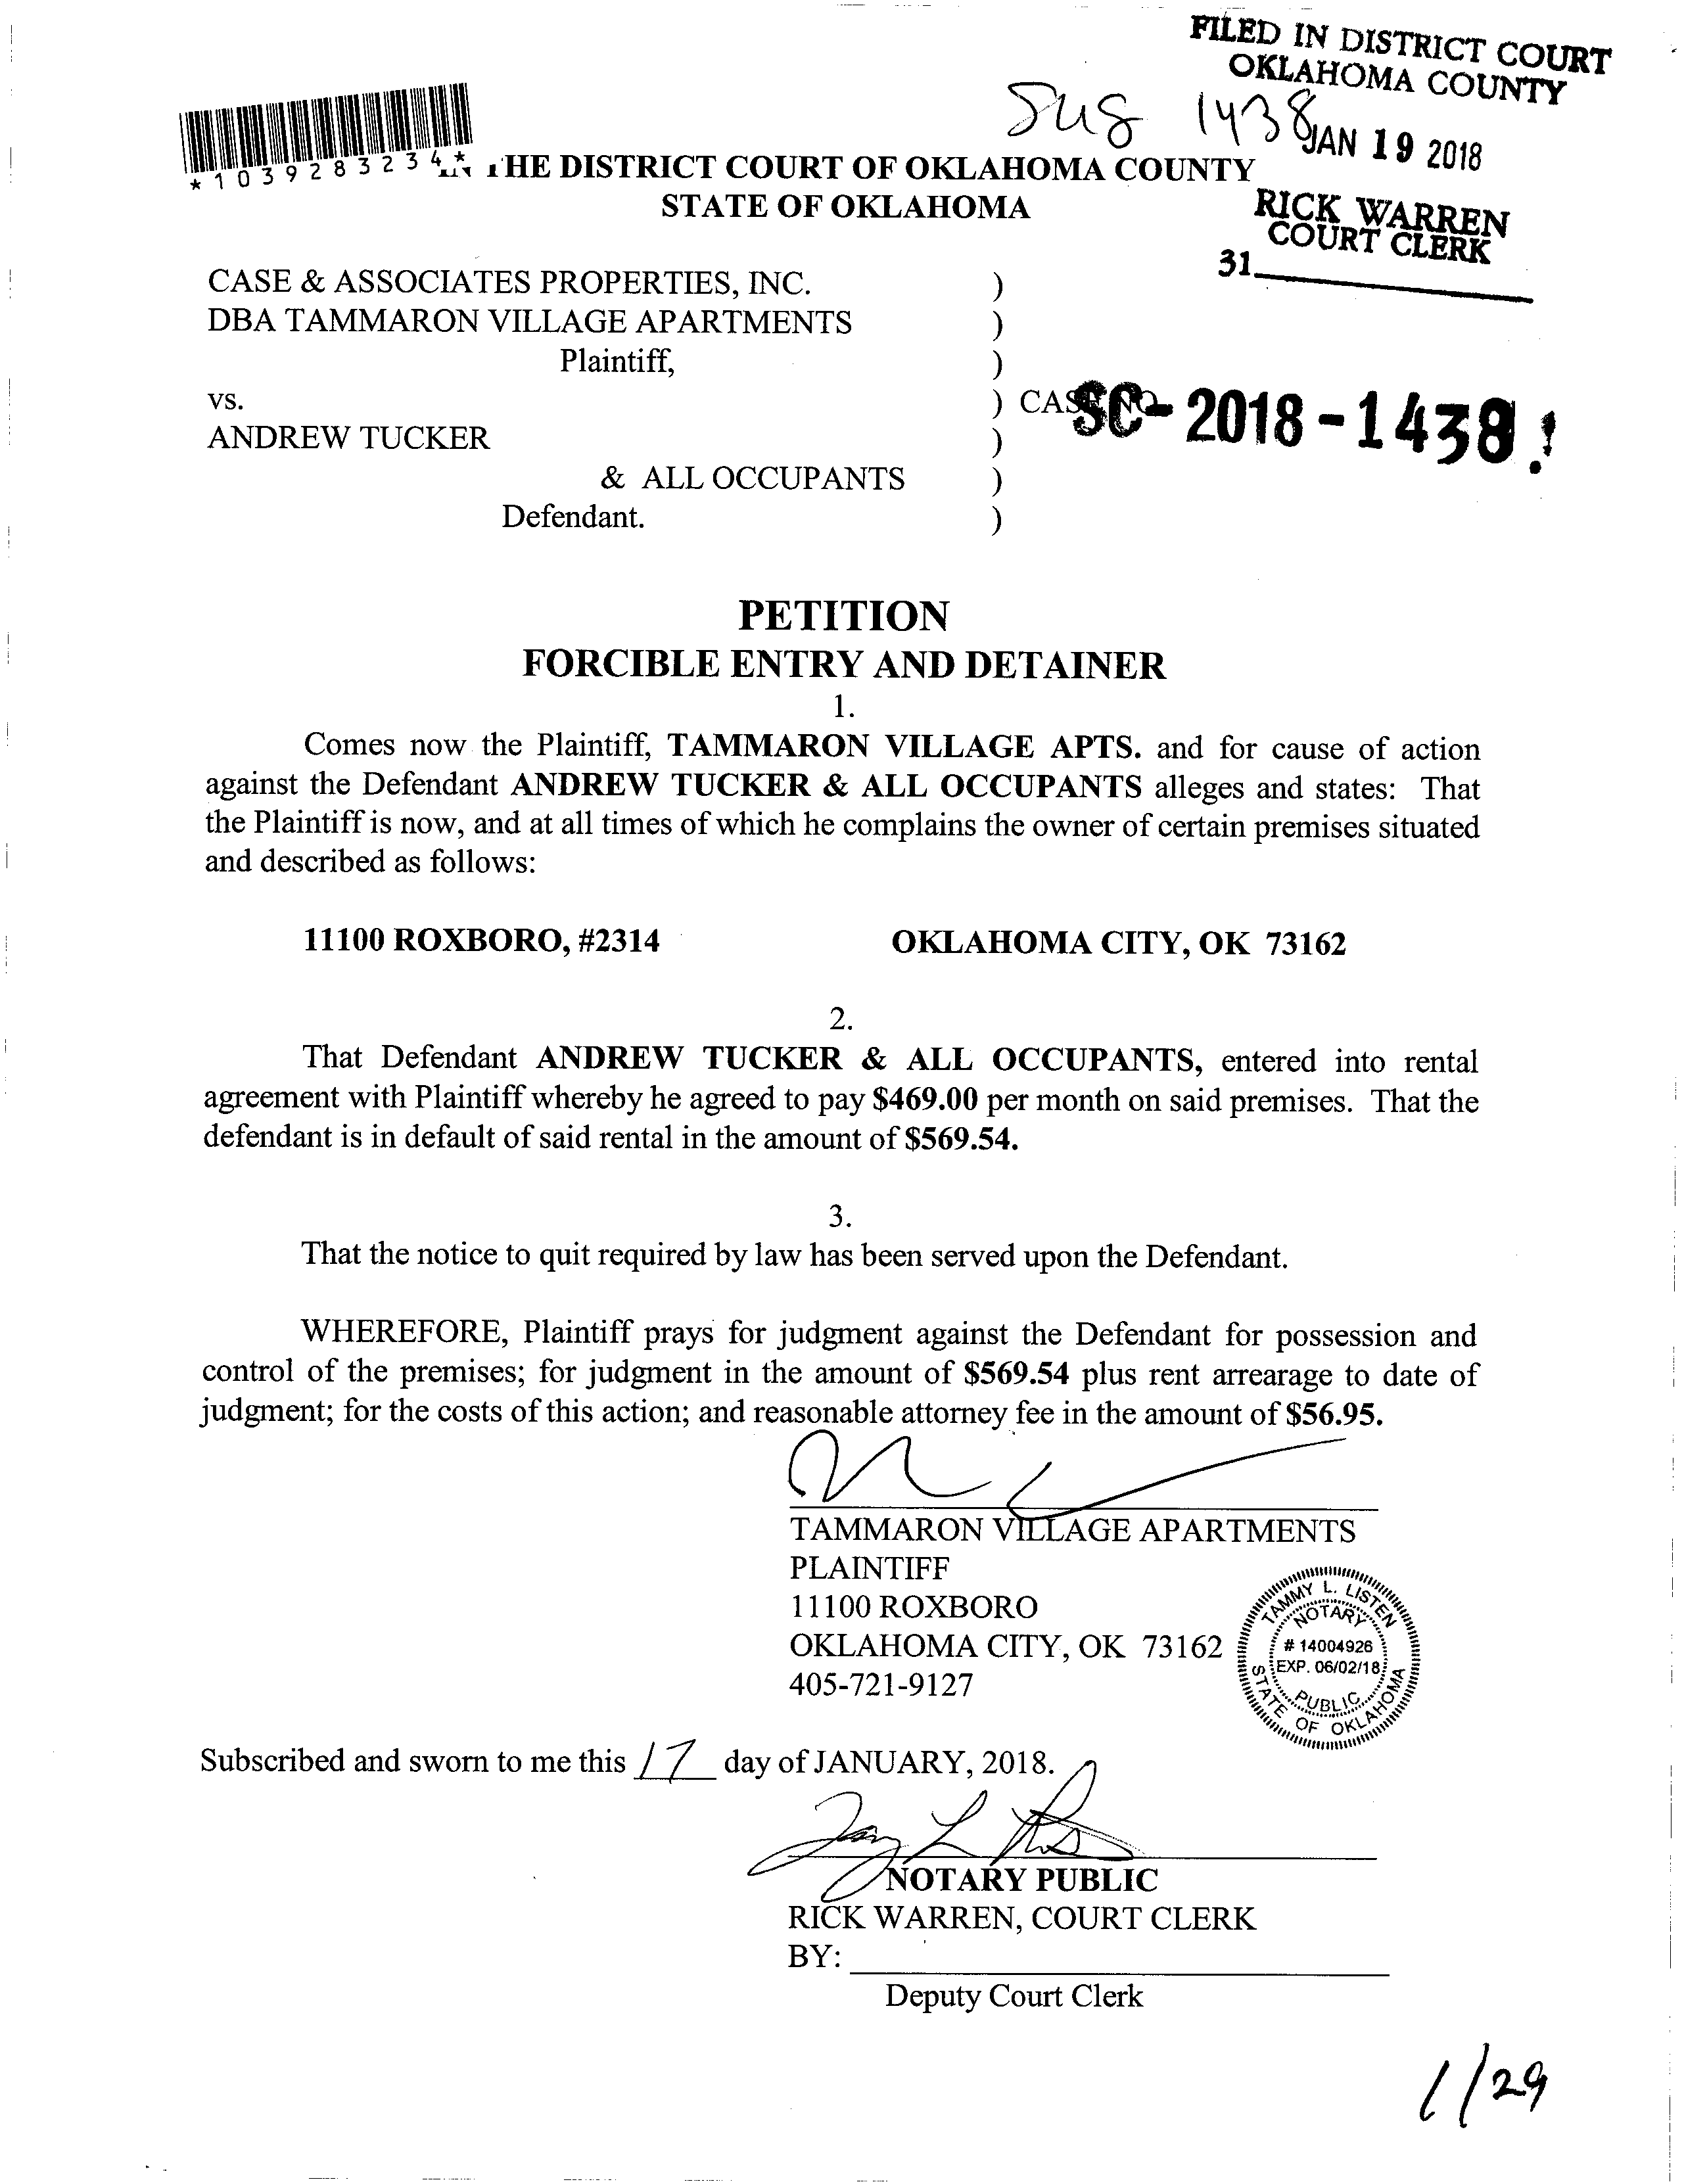 FILED IN DISTRICT COURT
OKLAHOMA COUNTY
1438
JAN 19 2018
RICK WARREN
COURT CLERK
31
*1039283234*
THE DISTRICT COURT OF OKLAHOMA COUNTY
STATE OF OKLAHOMA
CASE & ASSOCIATES PROPERTIES, INC. )
DBA TAMMARON VILLAGE APARTMENTS )
Plaintiff, )
vs. ) CASE NO. SC-2018-1438
ANDREW TUCKER )
& ALL OCCUPANTS )
Defendant. )
PETITION
FORCIBLE ENTRY AND DETAINER
1.
Comes now the Plaintiff, TAMMARON VILLAGE APTS. and for cause of action
against the Defendant ANDREW TUCKER & ALL OCCUPANTS alleges and states: That
the Plaintiff is now, and at all times of which he complains the owner of certain premises situated
and described as follows:
11100 ROXBORO, #2314 OKLAHOMA CITY, OK 73162
2.
That Defendant ANDREW TUCKER & ALL OCCUPANTS, entered into rental
agreement with Plaintiff whereby he agreed to pay $469.00 per month on said premises. That the
defendant is in default of said rental in the amount of $569.54.
3.
That the notice to quit required by law has been served upon the Defendant.
WHEREFORE, Plaintiff prays for judgment against the Defendant for possession and
control of the premises; for judgment in the amount of $569.54 plus rent arrearage to date of
judgment; for the costs of this action; and reasonable attorney fee in the amount of $56.95.
TAMMARON VILLAGE APARTMENTS
PLAINTIFF
11100 ROXBORO
OKLAHOMA CITY, OK 73162
405-721-9127
TAMMY L. LISTEN
NOTARY
# 14004926
EXP. 06/02/18
PUBLIC
STATE OF OKLAHOMA
Subscribed and sworn to me this 17 day of JANUARY, 2018.
NOTARY PUBLIC
RICK WARREN, COURT CLERK
BY:
Deputy Court Clerk
1/29